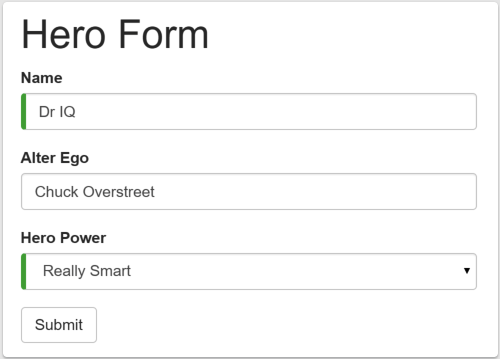 Hero Form
Name
Dr IQ
Alter Ego
Chuck Overstreet
Hero Power
Really Smart
Submit